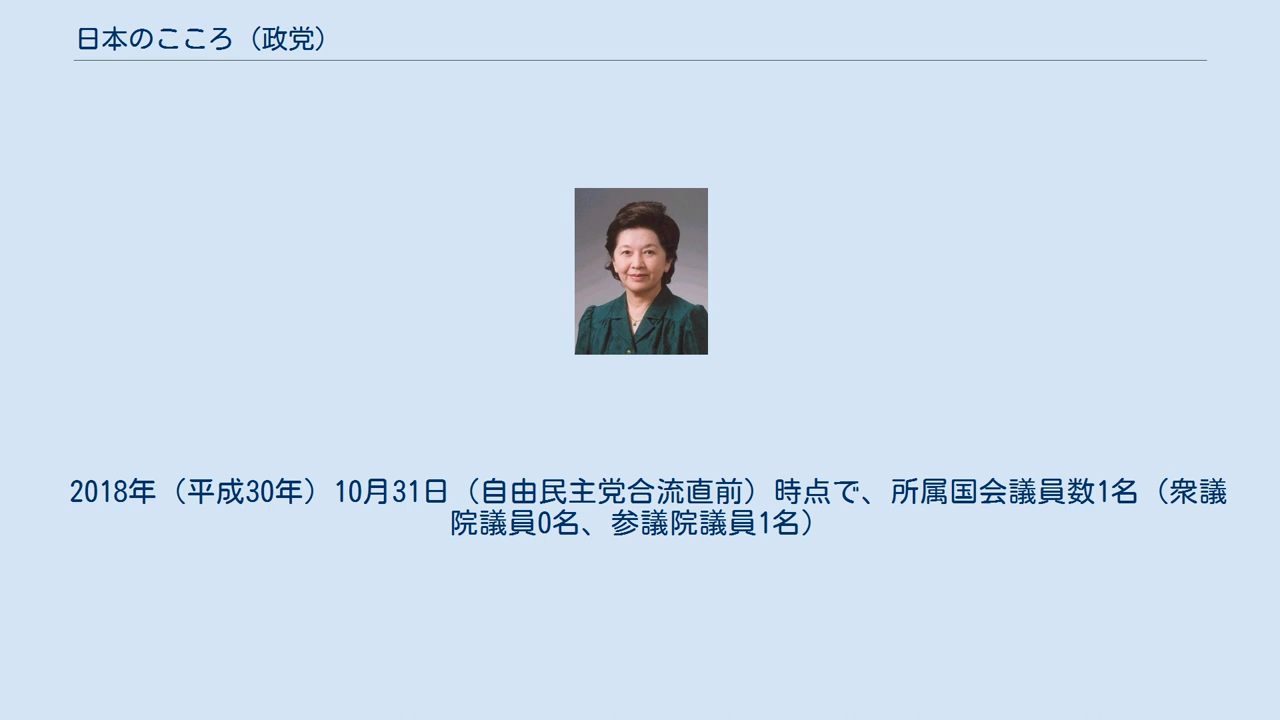 日本のこころ（政党）
2018年（平成30年）10月31日（自由民主党合流直前）時点で、所属国会議員数1名（衆議
院議員0名、参議院議員1名）